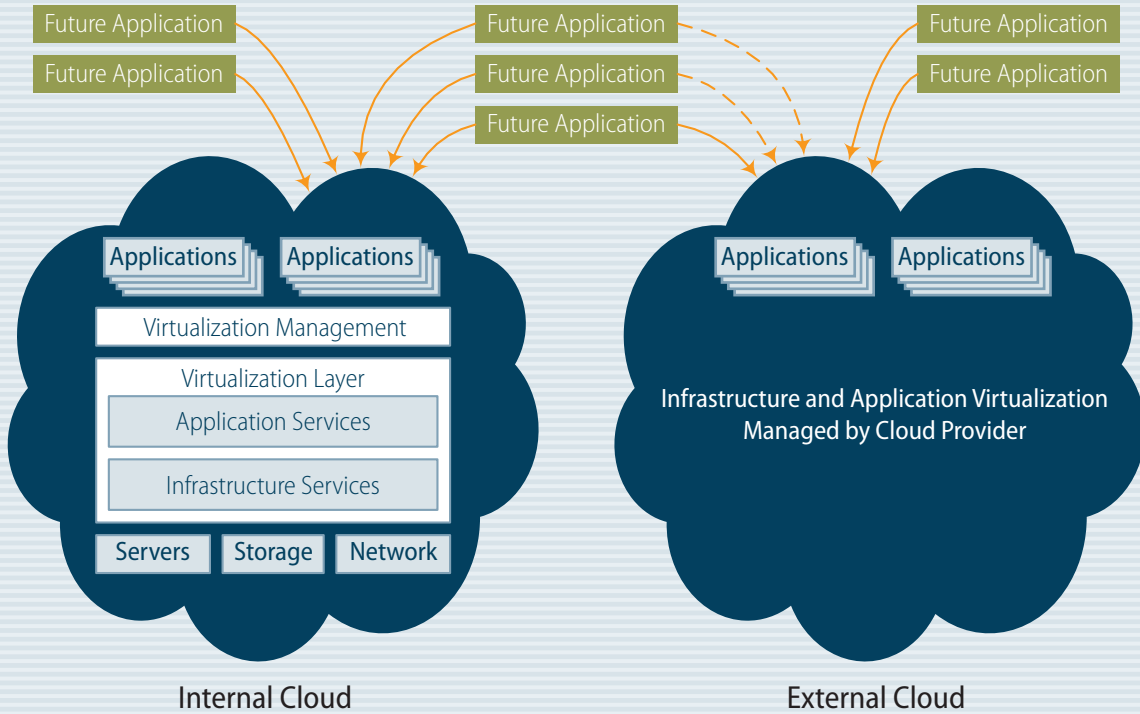 Future Application
Future Application
Future Application
Future Application
Future Application
Future Application
Future Application
Applications
Applications
Virtualization Management
Virtualization Layer
Application Services
Infrastructure Services
Servers
Storage
Network
Internal Cloud
Applications
Applications
Infrastructure and Application Virtualization
Managed by Cloud Provider
External Cloud